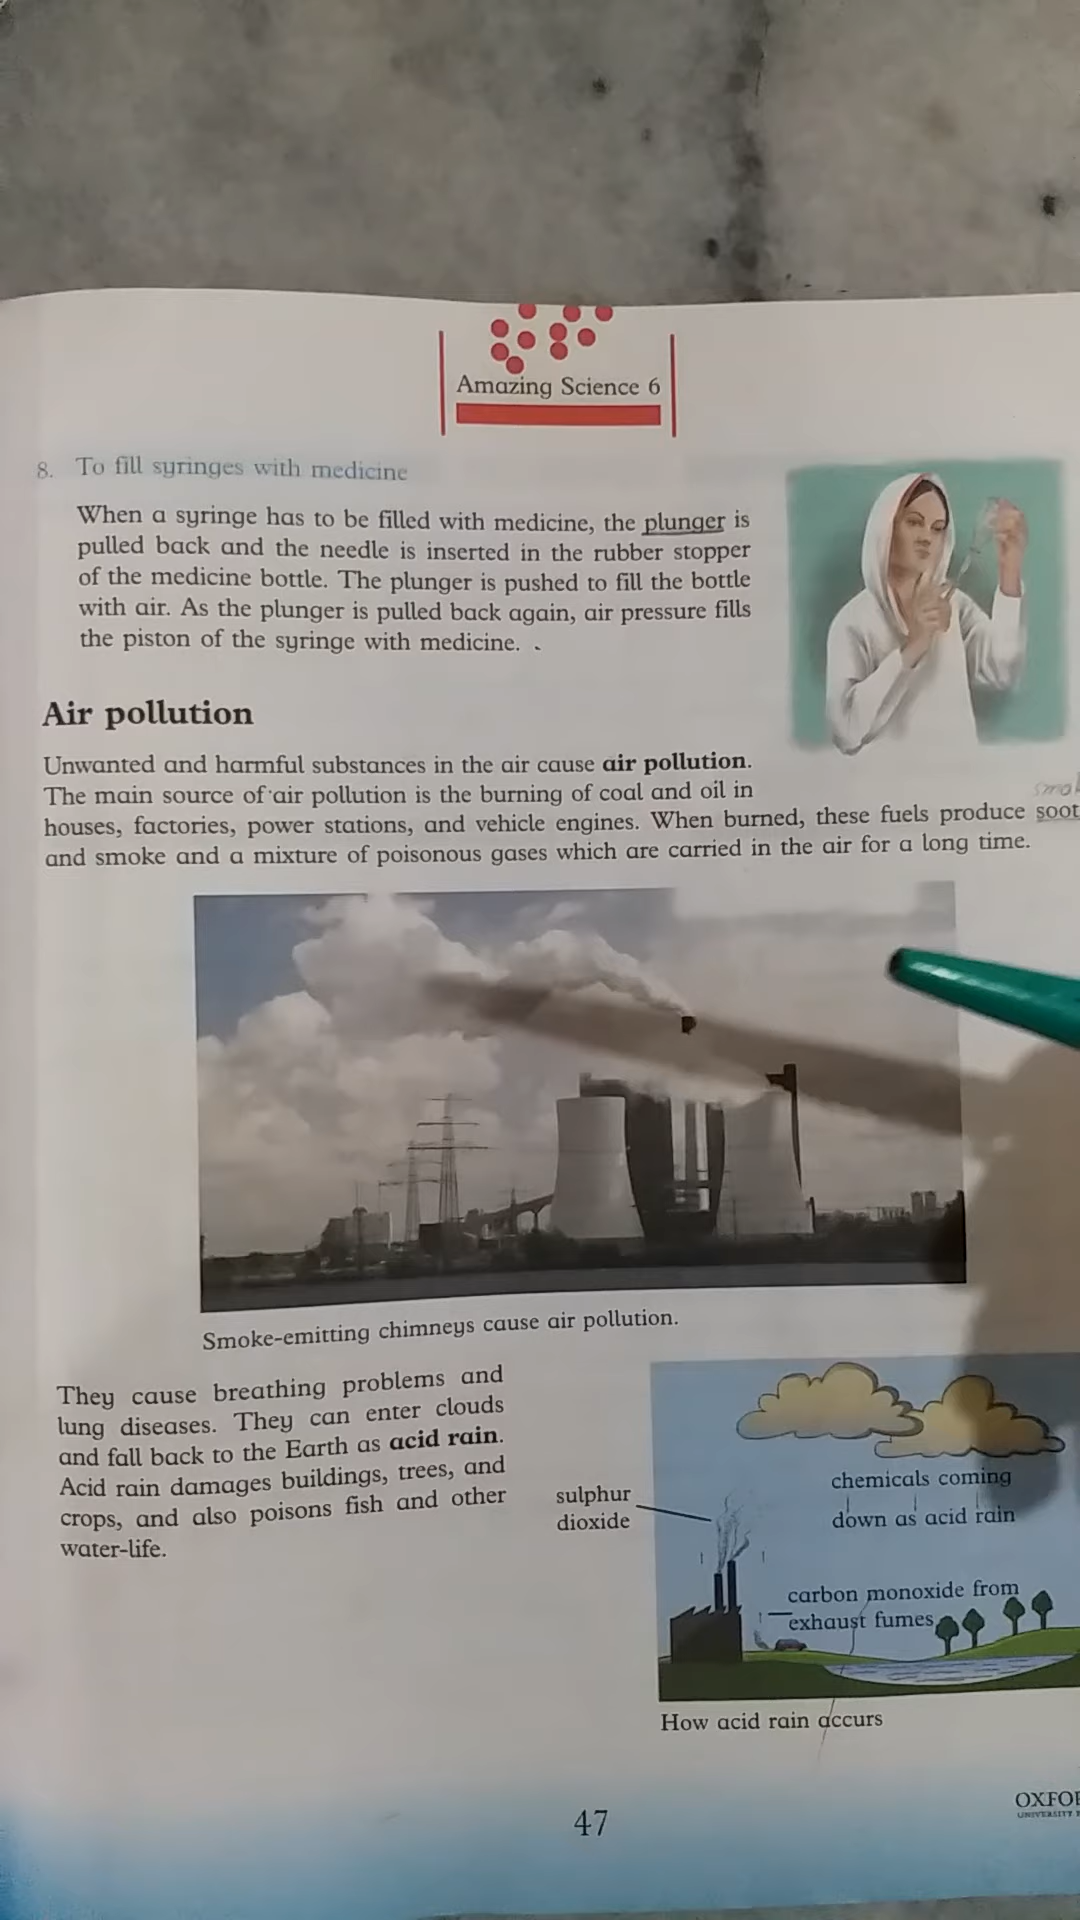 Amazing Science 6
8. To fill syringes with medicine
When a syringe has to be filled with medicine, the plunger is
pulled back and the needle is inserted in the rubber stopper
of the medicine bottle. The plunger is pushed to fill the bottle
with air. As the plunger is pulled back again, air pressure fills
the piston of the syringe with medicine.
Air pollution
Unwanted and harmful substances in the air cause air pollution.
The main source of air pollution is the burning of coal and oil in
houses, factories, power stations, and vehicle engines. When burned, these fuels produce soot
and smoke and a mixture of poisonous gases which are carried in the air for a long time.
Smoke-emitting chimneys cause air pollution.
They cause breathing problems and
lung diseases. They can enter clouds
and fall back to the Earth as acid rain.
Acid rain damages buildings, trees, and
crops, and also poisons fish and other
water-life.
sulphur
dioxide
chemicals coming
down as acid rain
carbon monoxide from
exhaust fumes
How acid rain accurs
47